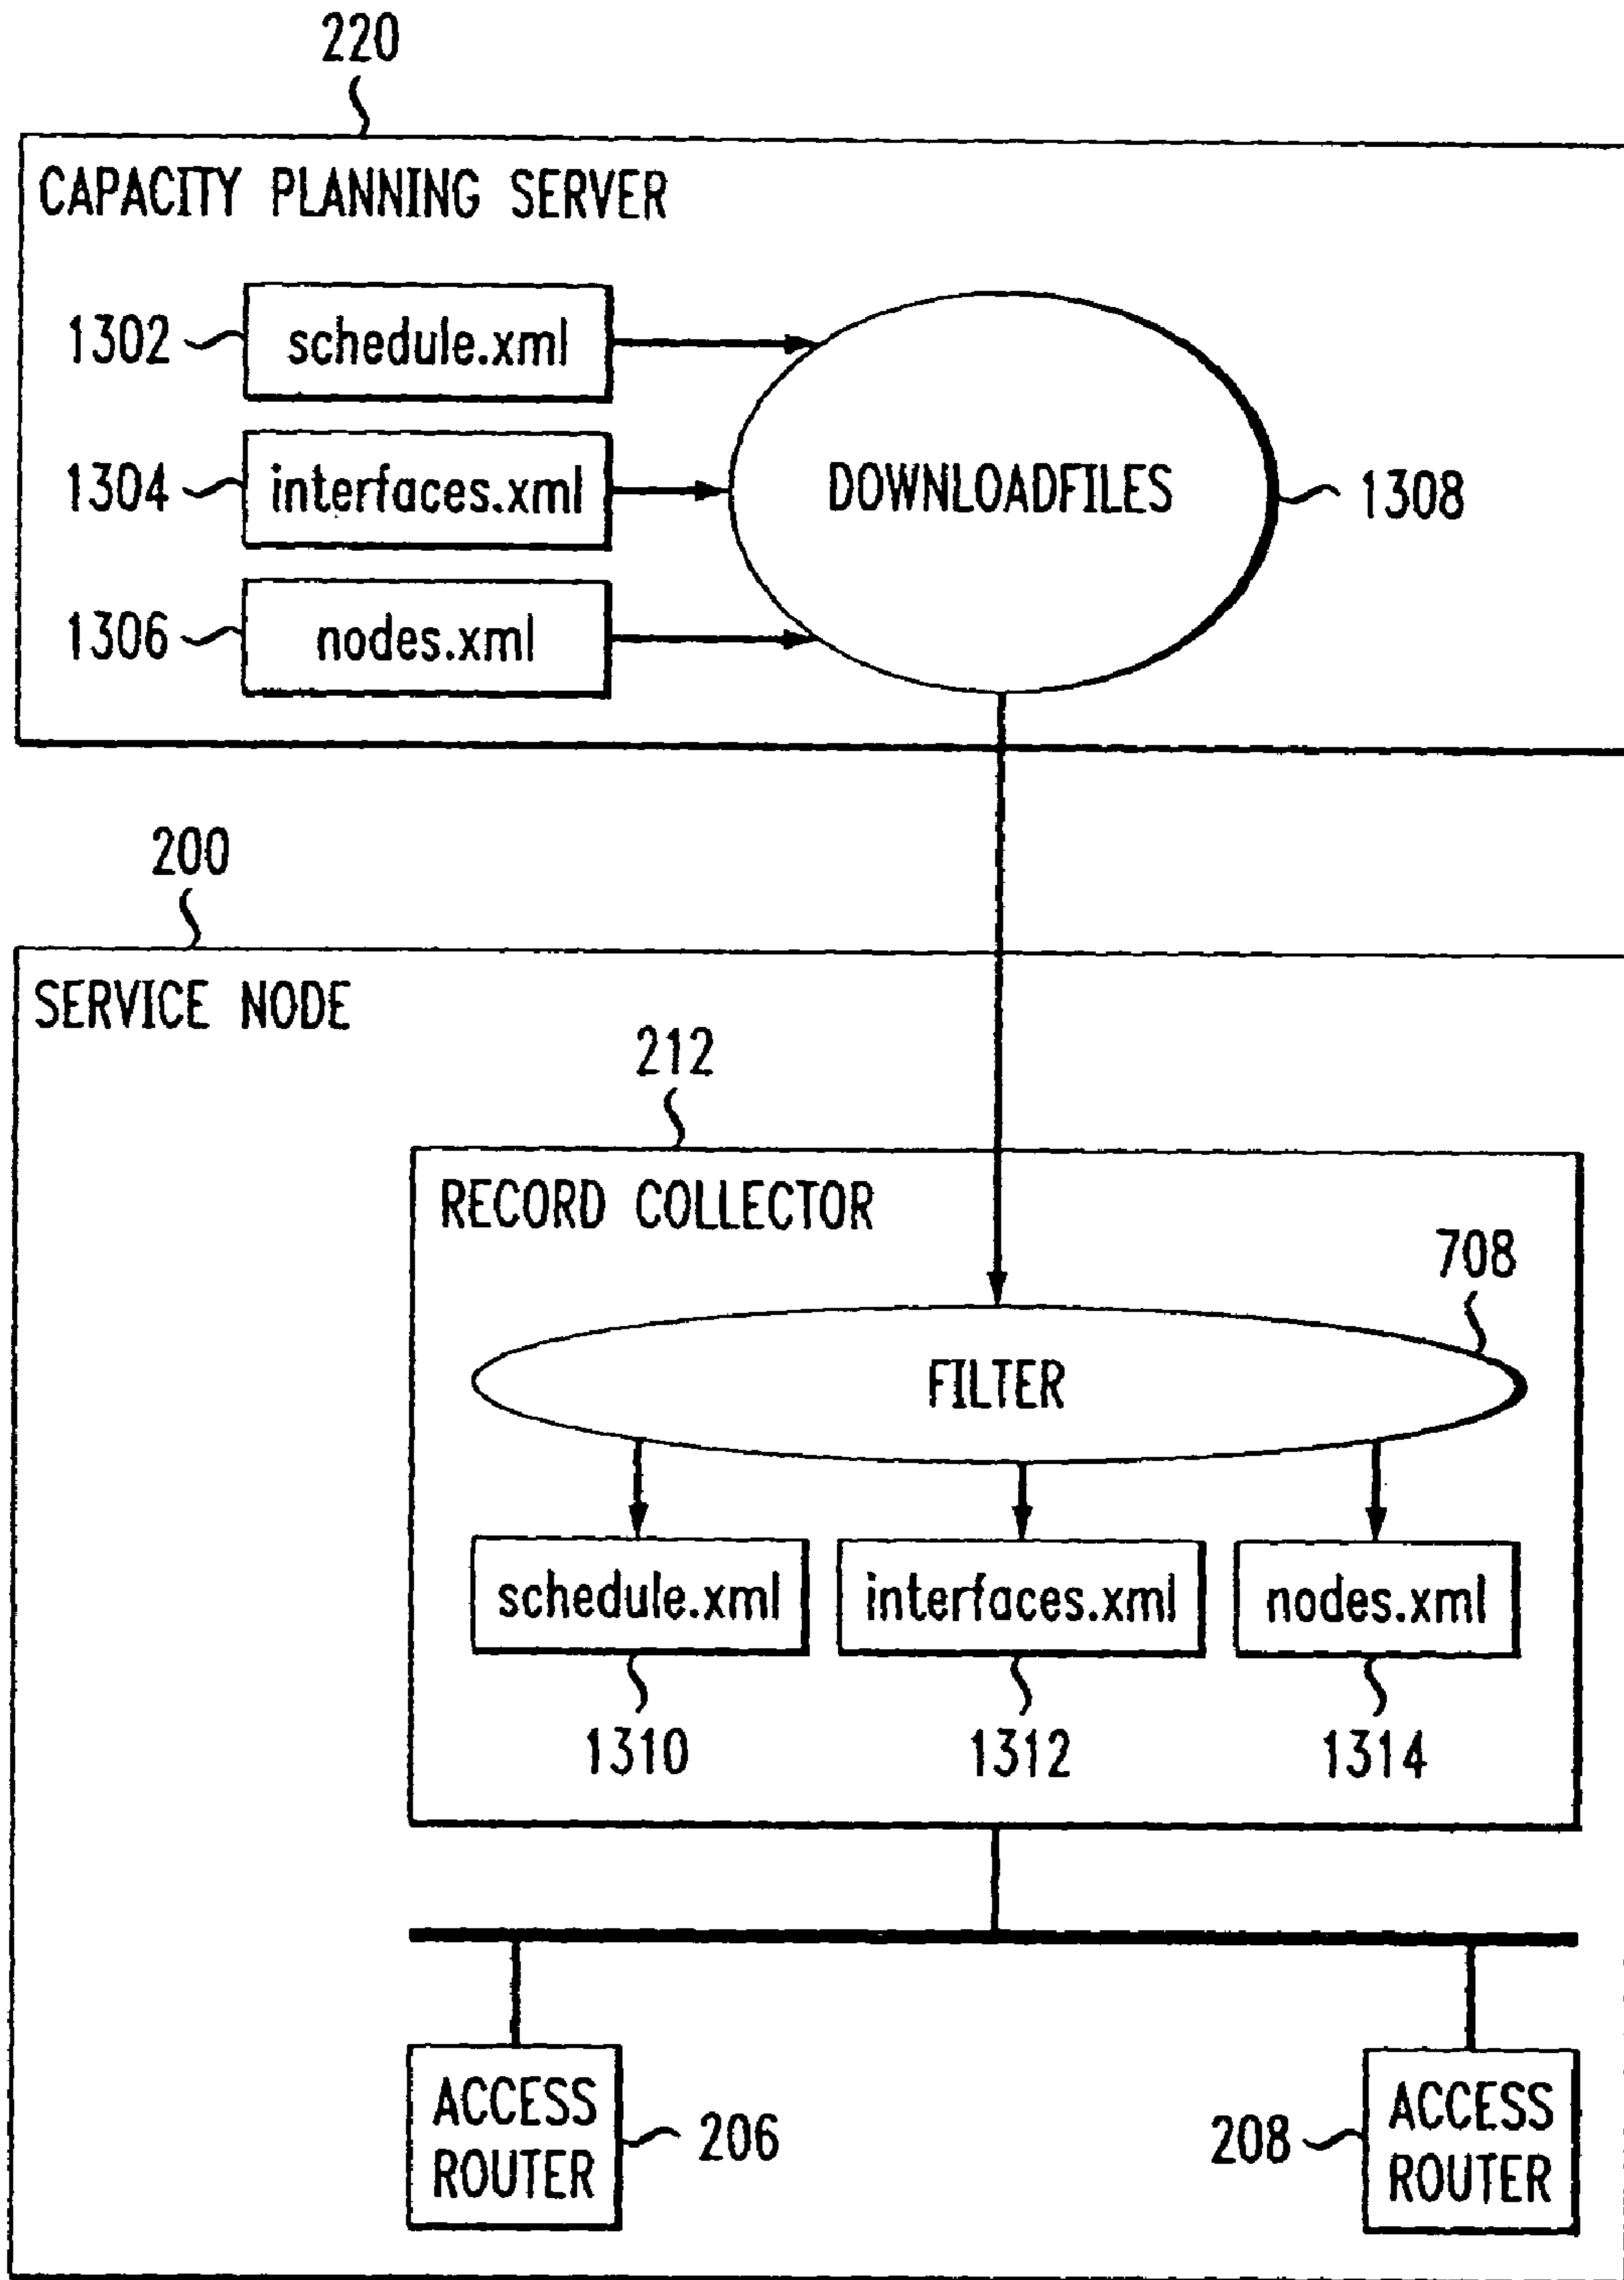 220
CAPACITY PLANNING SERVER
1302
schedule.xml
1304
interfaces.xml
DOWNLOADFILES
1308
1306
nodes.xml
200
SERVICE NODE
212
RECORD COLLECTOR
708
FILTER
schedule.xml
interfaces.xml
nodes.xml
1310
1312
1314
ACCESS
ROUTER
206
208
ACCESS
ROUTER